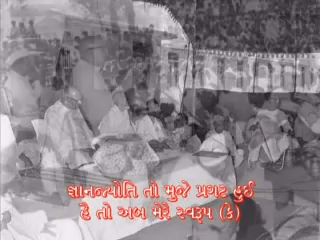 જ્ઞાનજ્યોતિ તો મુજે પ્રગટ હુઈ
હૈ તો અબ મેરે સ્વરૂપ (કે)